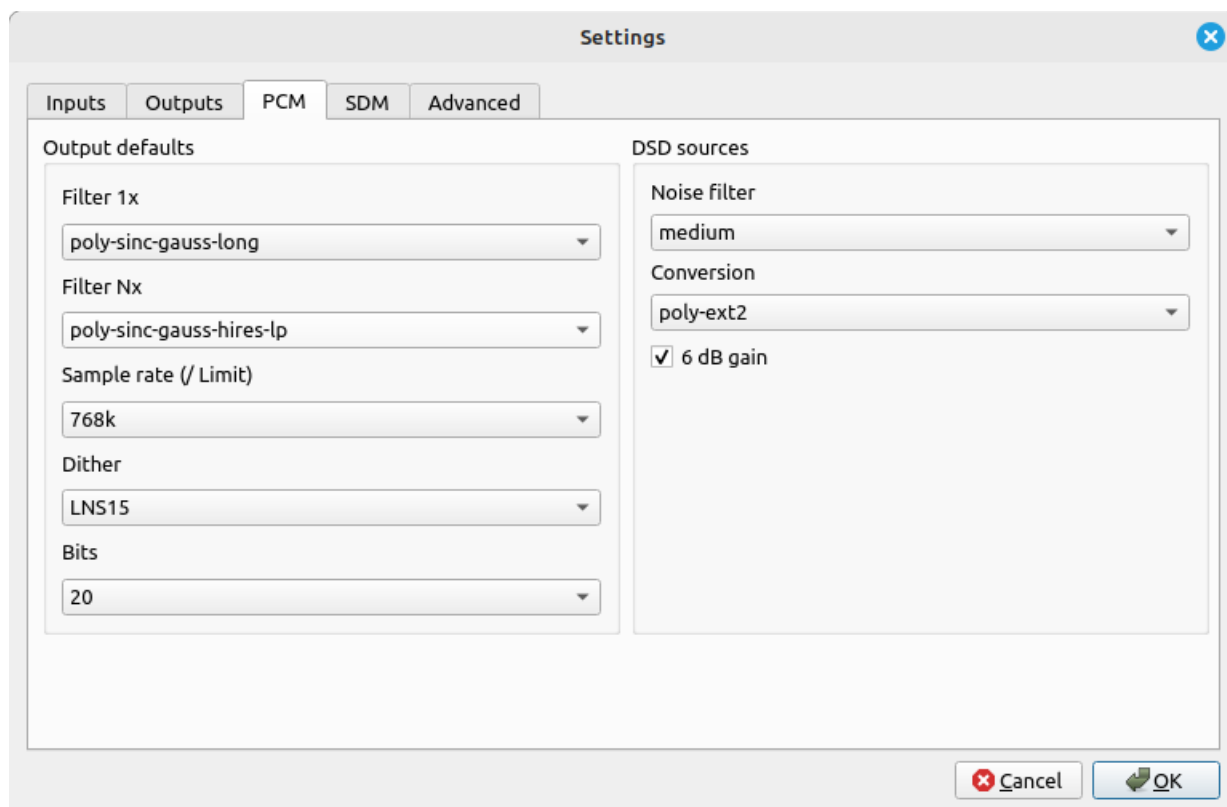 Settings
Inputs
Outputs
PCM
SDM
Advanced
Output defaults
Filter 1x
poly-sinc-gauss-long
Filter Nx
poly-sinc-gauss-hires-lp
Sample rate (/ Limit)
768k
Dither
LNS15
Bits
20
DSD sources
Noise filter
medium
Conversion
poly-ext2
6 dB gain
Cancel
OK